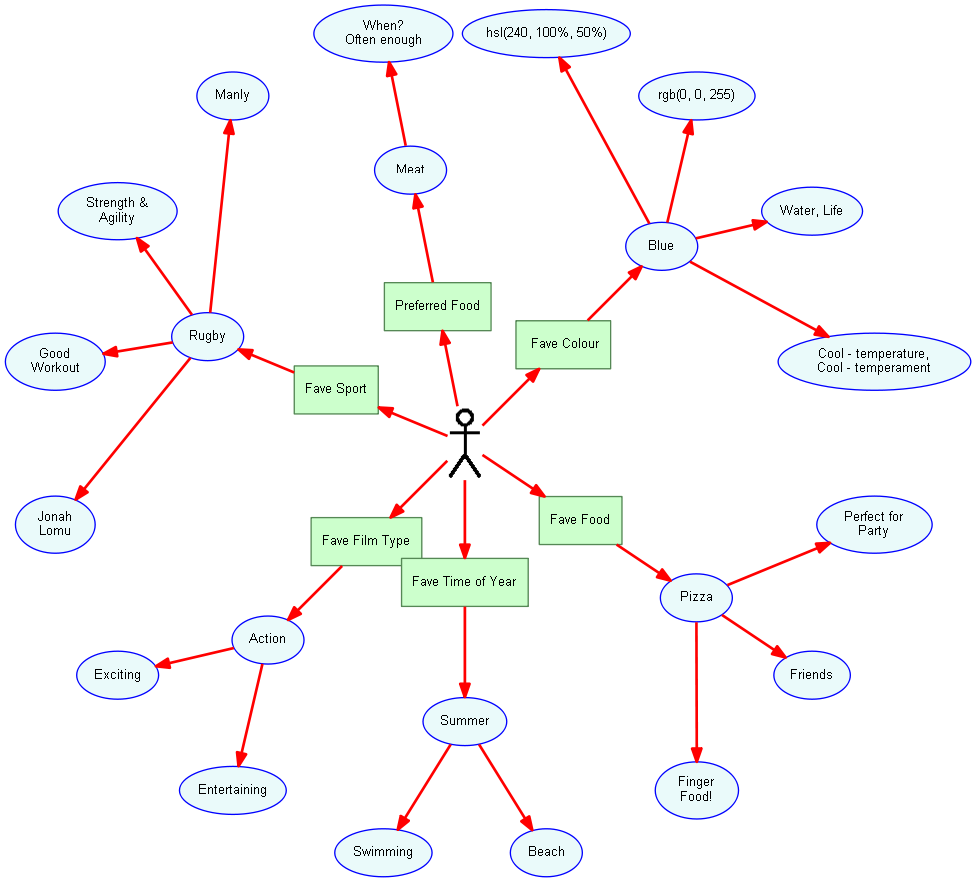 When?
Often enough
hsl(240, 100%, 50%)
Manly
rgb(0, 0, 255)
Meat
Strength &
Agility
Water, Life
Blue
Preferred Food
Rugby
Fave Colour
Good
Workout
Cool - temperature,
Cool - temperament
Fave Sport
Jonah
Lomu
Fave Film Type
Fave Food
Perfect for
Party
Fave Time of Year
Pizza
Action
Exciting
Friends
Summer
Entertaining
Finger
Food!
Swimming
Beach